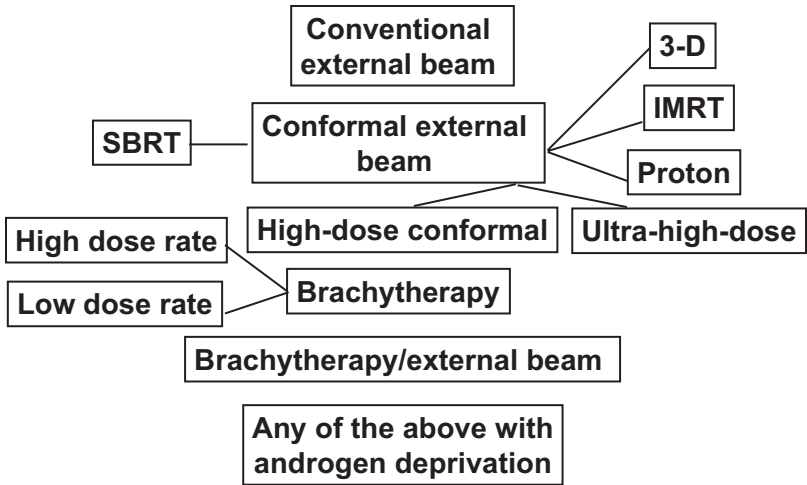 Conventional
external beam
3-D
IMRT
SBRT
Conformal external
beam
Proton
High-dose conformal
Ultra-high-dose
High dose rate
Low dose rate
Brachytherapy
Brachytherapy/external beam
Any of the above with
androgen deprivation